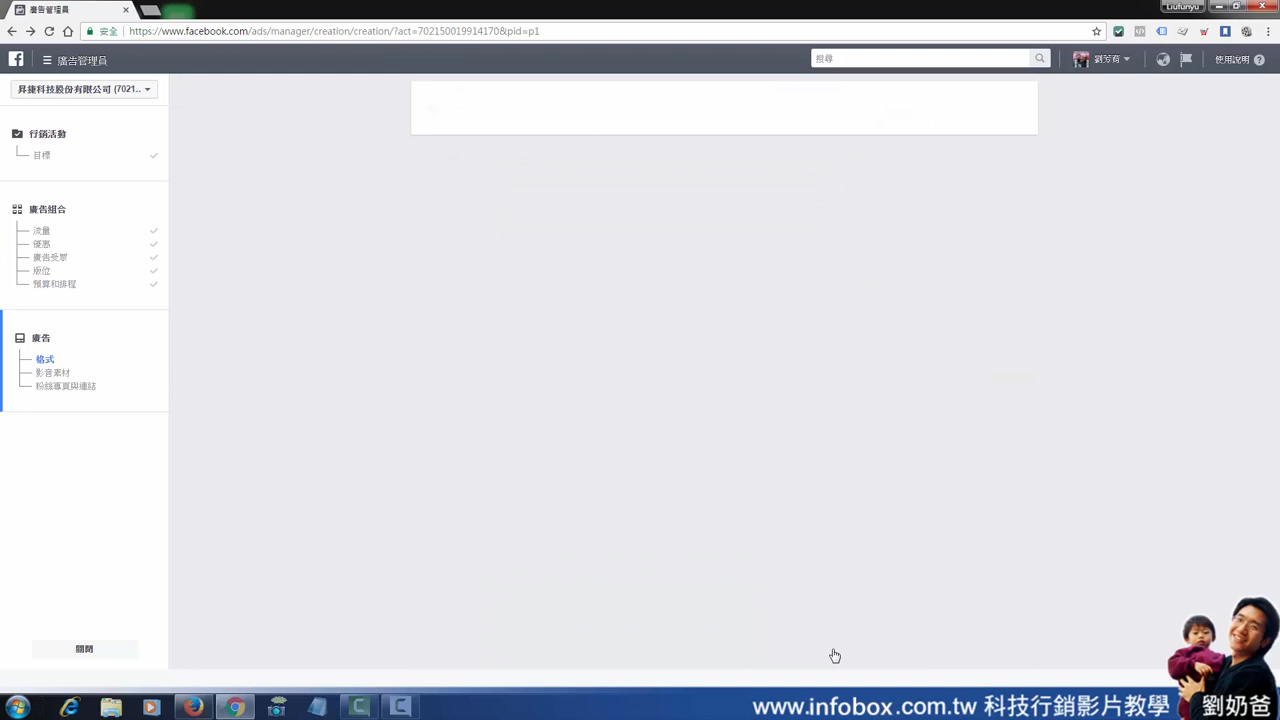 廣告管理員
Liufunyu
安全 https://www.facebook.com/ads/manager/creation/creation/?act=702150019914170&pid=p1
廣告管理員
搜尋
劉芳育
使用說明
昇捷科技股份有限公司 (7021..
行銷活動
目標
廣告組合
流量
優惠
廣告受眾
版位
預算和排程
廣告
格式
影音素材
粉絲專頁與連結
關閉
www.infobox.com.tw 科技行銷影片教學
劉奶爸